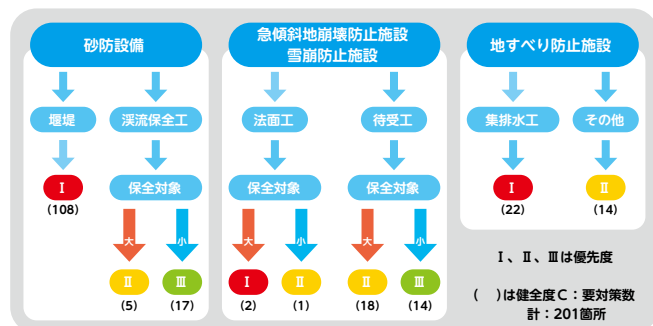 砂防設備
堰堤
渓流保全工
Ⅰ
(108)
保全対象
大
小
Ⅱ
(5)
Ⅲ
(17)
急傾斜地崩壊防止施設
雪崩防止施設
法面工
待受工
保全対象
保全対象
大
小
大
小
Ⅰ
(2)
Ⅱ
(1)
Ⅱ
(18)
Ⅲ
(14)
地すべり防止施設
集排水工
その他
Ⅰ
(22)
Ⅱ
(14)
Ⅰ、Ⅱ、Ⅲは優先度
(　)は健全度C：要対策数
計：201箇所